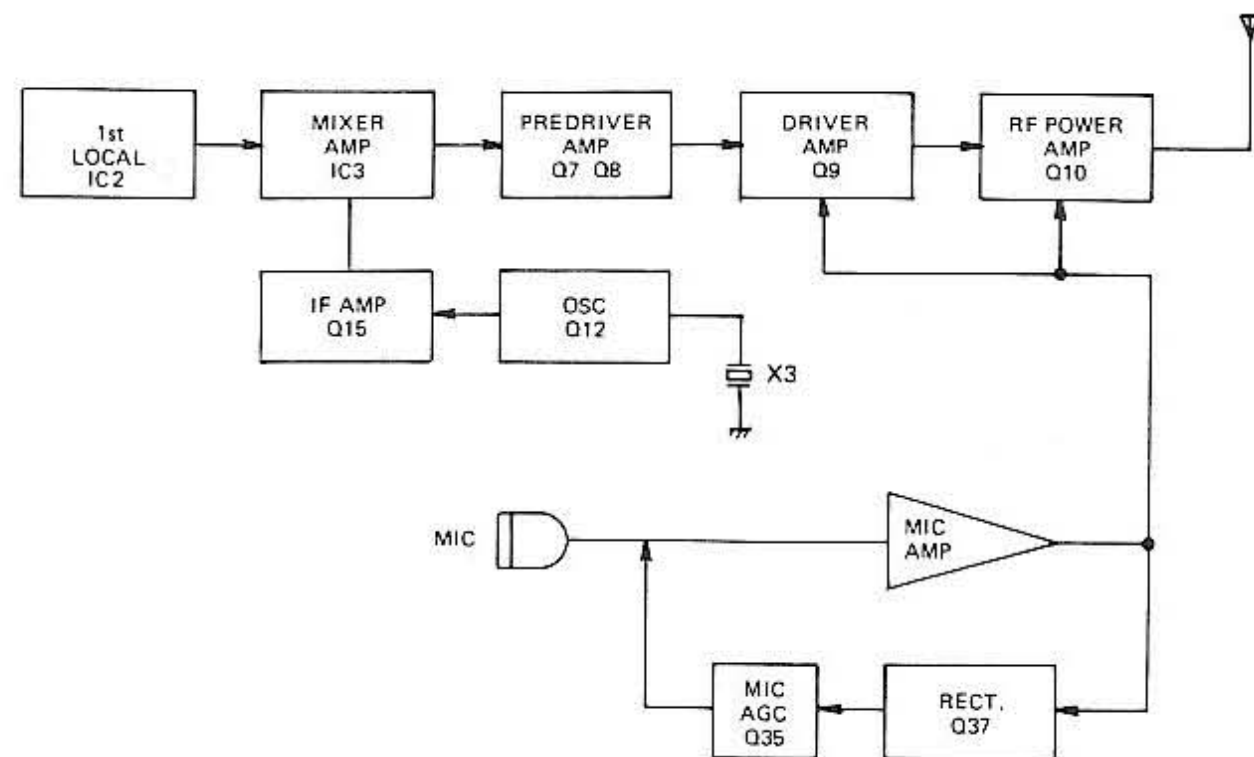 1st
LOCAL
IC2
MIXER
AMP
IC3
PREDRIVER
AMP
Q7 Q8
DRIVER
AMP
Q9
RF POWER
AMP
Q10
IF AMP
Q15
OSC
Q12
X3
MIC
MIC
AMP
MIC
AGC
Q35
RECT.
Q37